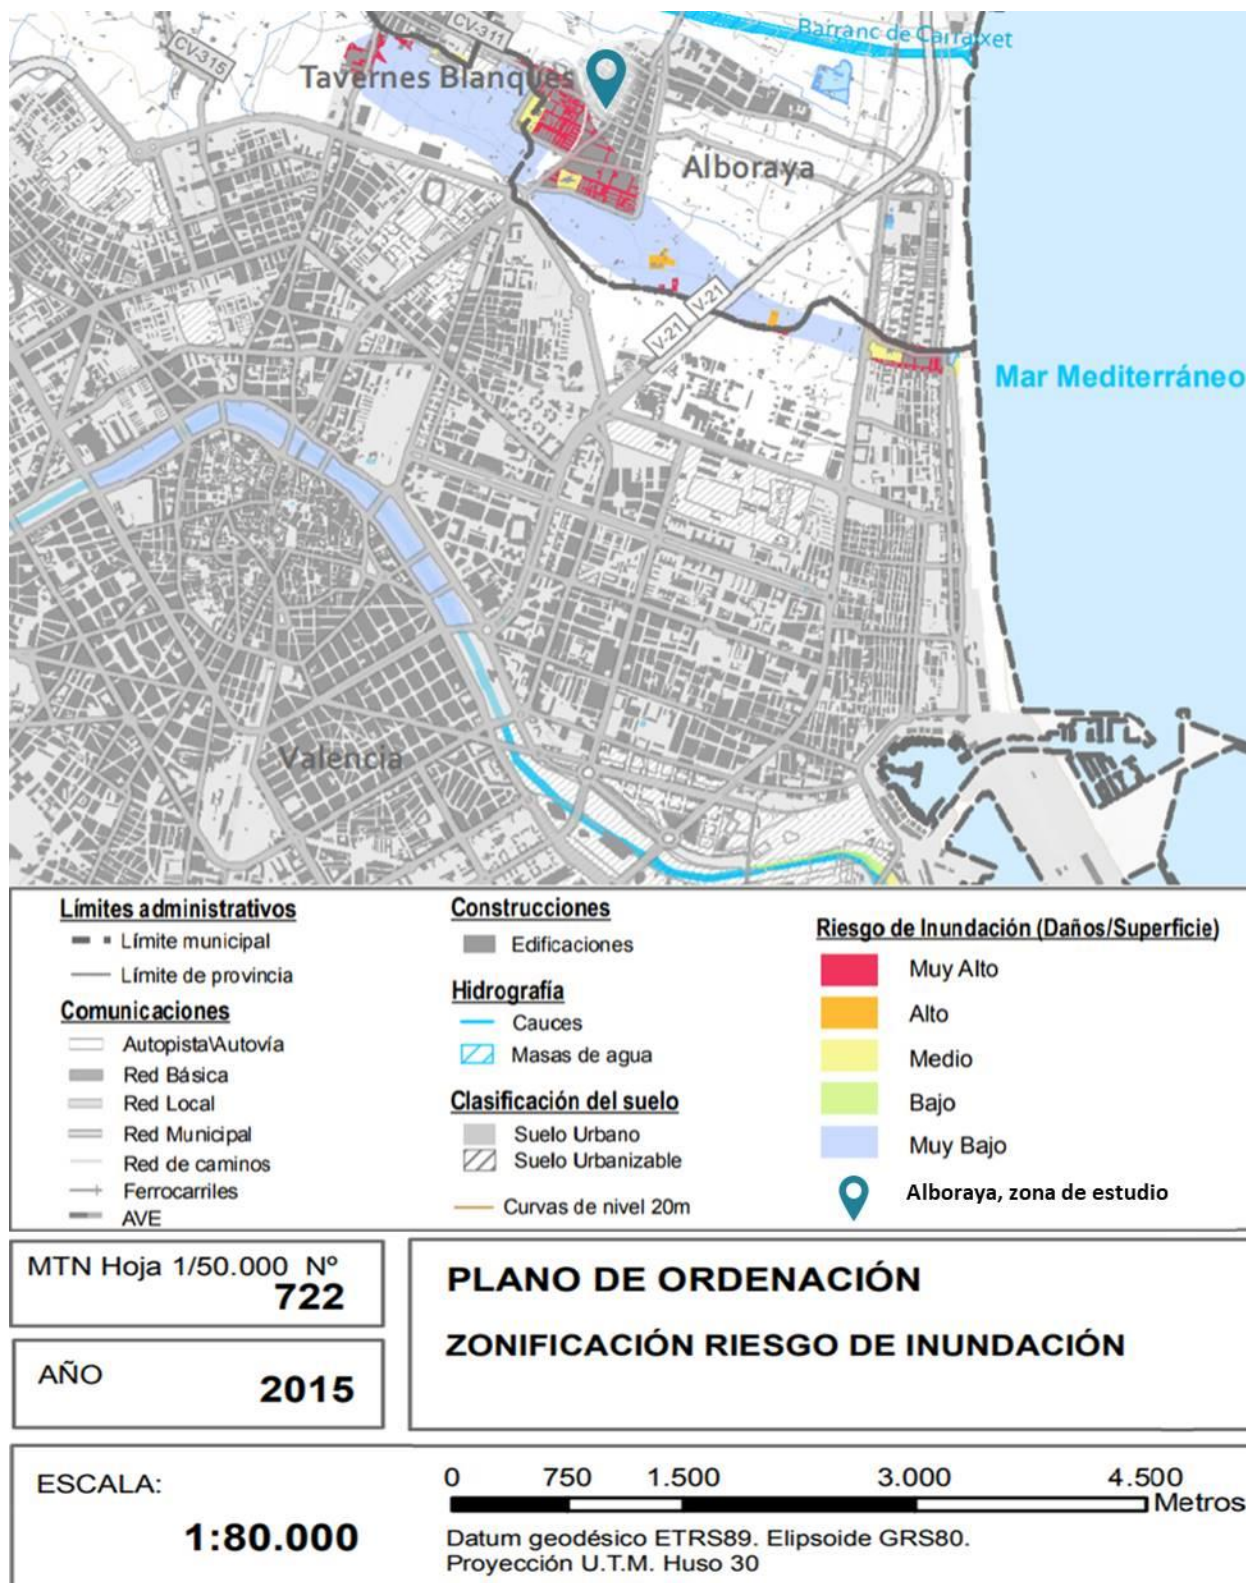 CV-311
Barranc de Carraixet
CV-315
Tavernes Blanques
Alboraya
V-21
V-21
Mar Mediterráneo
Valencia
Límites administrativos
Límite municipal
Límite de provincia
Comunicaciones
Autopista\Autovía
Red Básica
Red Local
Red Municipal
Red de caminos
Ferrocarriles
AVE
Construcciones
Edificaciones
Hidrografía
Cauces
Masas de agua
Clasificación del suelo
Suelo Urbano
Suelo Urbanizable
Curvas de nivel 20m
Riesgo de Inundación (Daños/Superficie)
Muy Alto
Alto
Medio
Bajo
Muy Bajo
Alboraya, zona de estudio
MTN Hoja 1/50.000 Nº
722
AÑO
2015
PLANO DE ORDENACIÓN
ZONIFICACIÓN RIESGO DE INUNDACIÓN
ESCALA:
1:80.000
0 750 1.500 3.000 4.500
Metros
Datum geodésico ETRS89. Elipsoide GRS80.
Proyección U.T.M. Huso 30